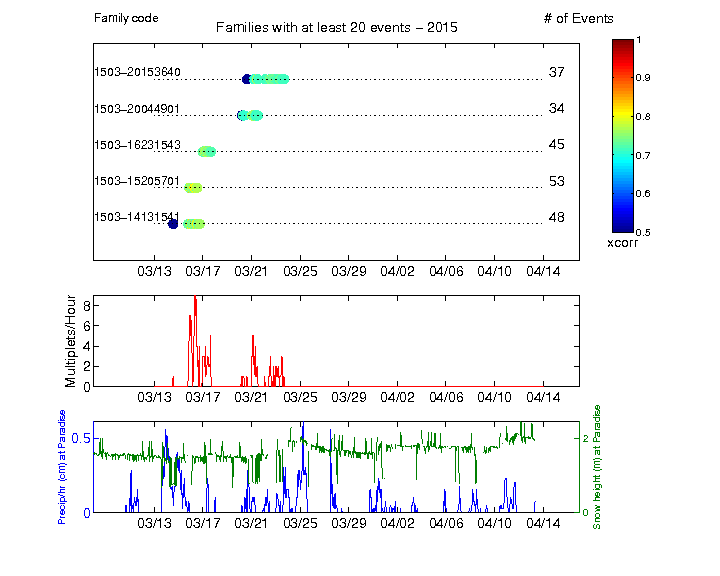 Family code
Families with at least 20 events – 2015
# of Events
1503–20153640
37
1503–20044901
34
1503–16231543
45
1503–15205701
53
1503–14131541
48
03/13 03/17 03/21 03/25 03/29 04/02 04/06 04/10 04/14
1
0.9
0.8
0.7
0.6
0.5
xcorr
Multiplets/Hour
8
6
4
2
0
03/13 03/17 03/21 03/25 03/29 04/02 04/06 04/10 04/14
Precip/hr (cm) at Paradise
0.5
0
2
0
Snow height (m) at Paradise
03/13 03/17 03/21 03/25 03/29 04/02 04/06 04/10 04/14